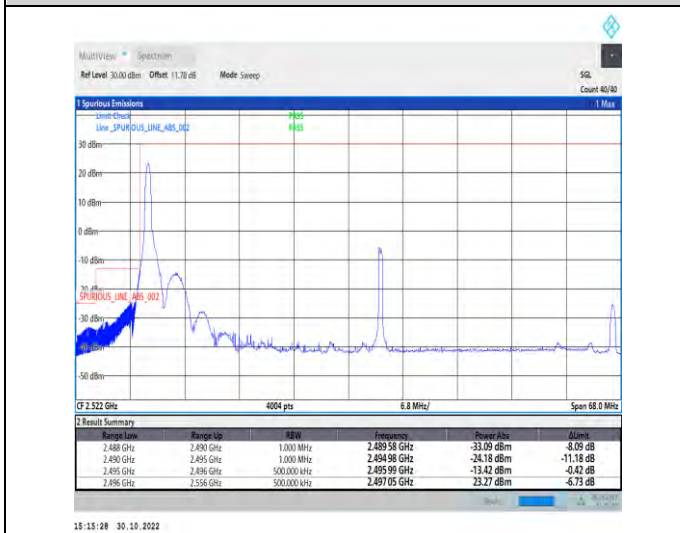 MultiView Spectrum
Ref Level 30.00 dBm Offset 11.78 dB Mode Sweep SGL
Count 40/40
1 Spurious Emissions 1 Max
Limit Check PASS
Line _SPURIOUS_LINE_ABS_002 PASS
30 dBm
20 dBm
10 dBm
0 dBm
-10 dBm
-20 dBm
SPURIOUS_LINE_ABS_002
-30 dBm
-40 dBm
-50 dBm
CF 2.522 GHz 4004 pts 6.8 MHz/ Span 68.0 MHz
2 Result Summary
Range Low Range Up RBW Frequency Power Abs ΔLimit
2.488 GHz 2.490 GHz 1.000 MHz 2.489 58 GHz -33.09 dBm -8.09 dB
2.490 GHz 2.495 GHz 1.000 MHz 2.494 98 GHz -24.18 dBm -11.18 dB
2.495 GHz 2.496 GHz 500.000 kHz 2.495 99 GHz -13.42 dBm -0.42 dB
2.496 GHz 2.556 GHz 500.000 kHz 2.497 05 GHz 23.27 dBm -6.73 dB
15:15:28 30.10.2022